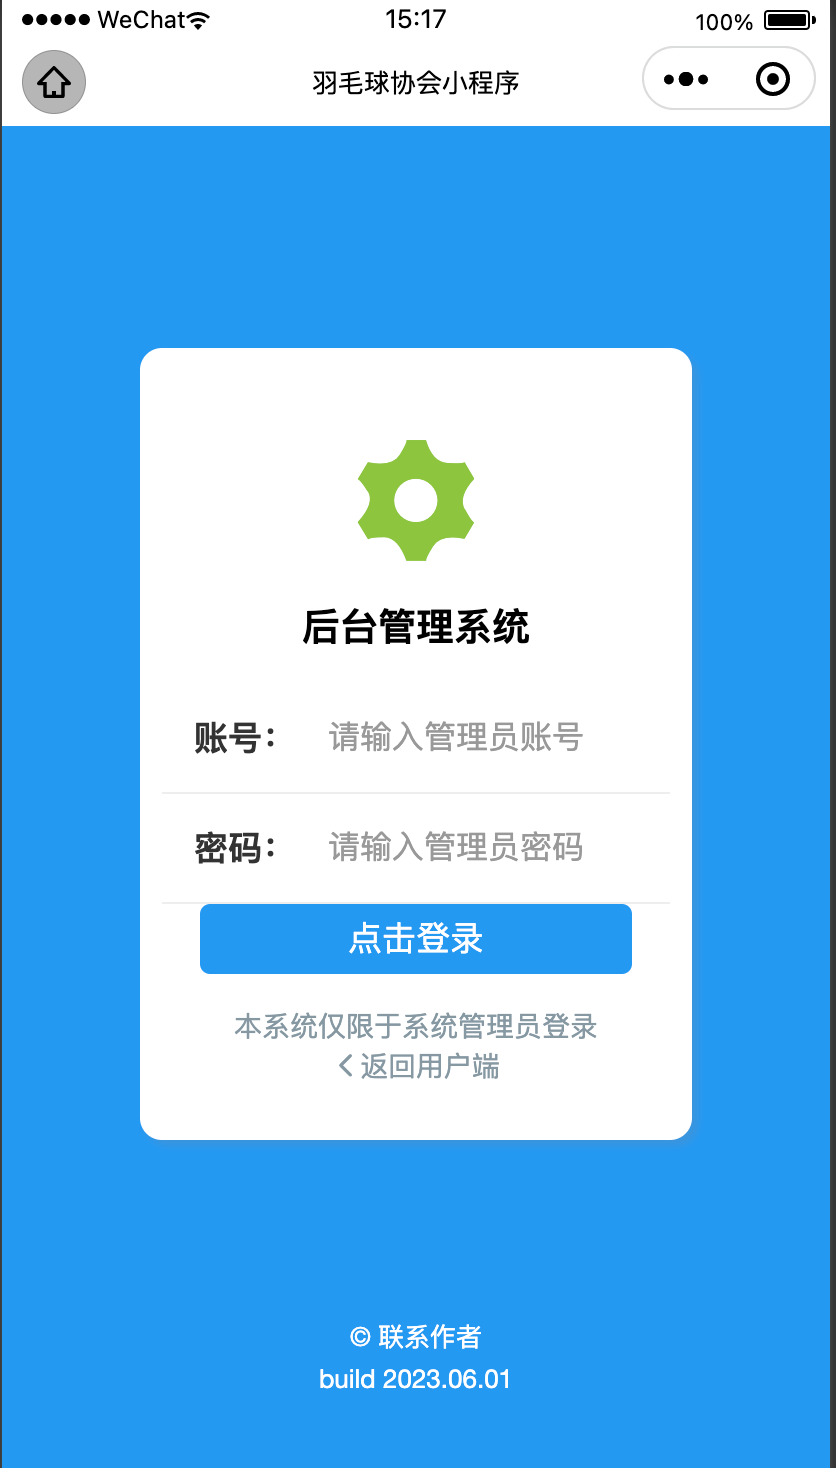 WeChat 15:17 100%
羽毛球协会小程序
后台管理系统
账号： 请输入管理员账号
密码： 请输入管理员密码
点击登录
本系统仅限于系统管理员登录
返回用户端
© 联系作者
build 2023.06.01